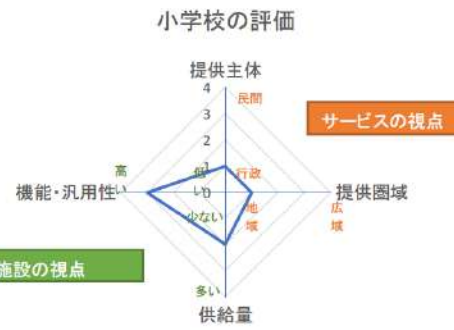 小学校の評価
提供主体
4
民間
3
サービスの視点
2
高い
低い
1
行政
機能・汎用性
0
提供圏域
地域
広域
少ない
施設の視点
多い
供給量